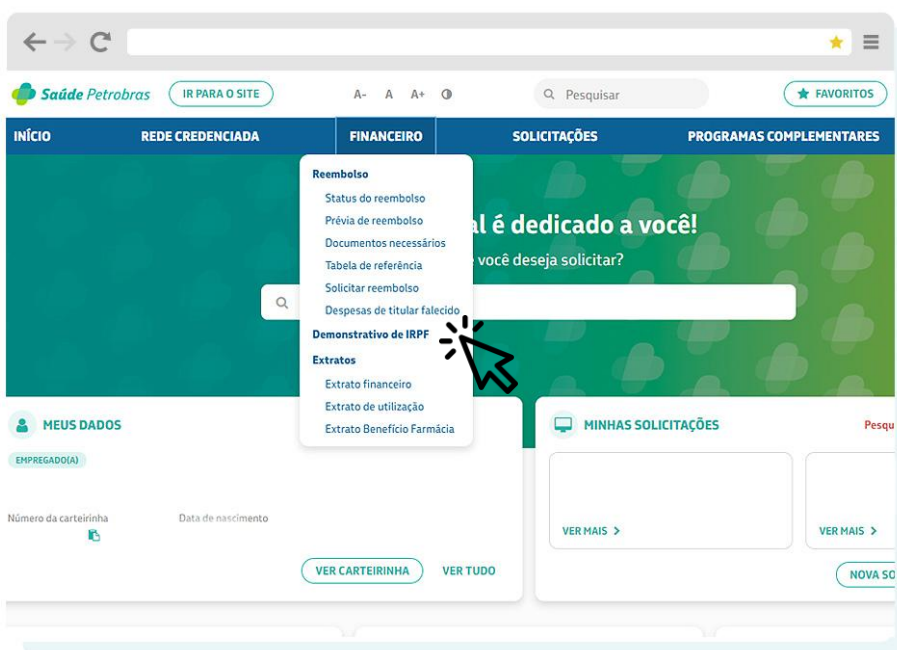 Saúde Petrobras
IR PARA O SITE
A- A A+
Pesquisar
FAVORITOS
INÍCIO
REDE CREDENCIADA
FINANCEIRO
SOLICITAÇÕES
PROGRAMAS COMPLEMENTARES
Reembolso
Status do reembolso
Prévia de reembolso
Documentos necessários
Tabela de referência
Solicitar reembolso
Despesas de titular falecido
Demonstrativo de IRPF
Extratos
Extrato financeiro
Extrato de utilização
Extrato Benefício Farmácia
al é dedicado a você!
você deseja solicitar?
MEUS DADOS
EMPREGADO(A)
Número da carteirinha
Data de nascimento
VER CARTEIRINHA
VER TUDO
MINHAS SOLICITAÇÕES
Pesqu
VER MAIS
VER MAIS
NOVA SO